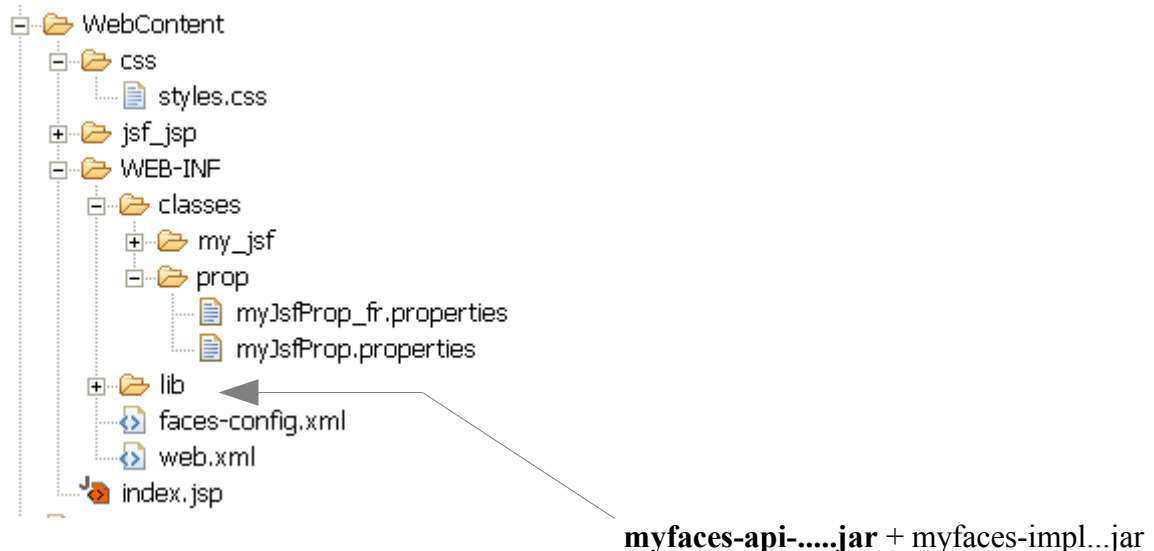 WebContent
css
styles.css
jsf_jsp
WEB-INF
classes
my_jsf
prop
myJsfProp_fr.properties
myJsfProp.properties
lib
faces-config.xml
web.xml
index.jsp
myfaces-api-.....jar + myfaces-impl...jar